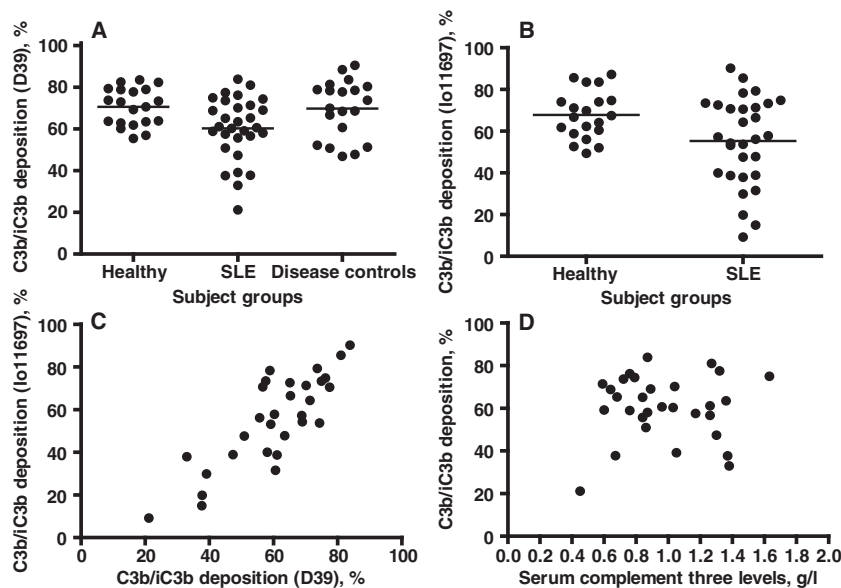 A
C3b/iC3b deposition (D39), %
100
80
60
40
20
0
Healthy SLE Disease controls
Subject groups
B
C3b/iC3b deposition (Io11697), %
100
80
60
40
20
0
Healthy SLE
Subject groups
C
C3b/iC3b deposition (Io11697), %
100
80
60
40
20
0
0 20 40 60 80 100
C3b/iC3b deposition (D39), %
D
C3b/iC3b deposition, %
100
80
60
40
20
0
0.0 0.2 0.4 0.6 0.8 1.0 1.2 1.4 1.6 1.8 2.0
Serum complement three levels, g/l